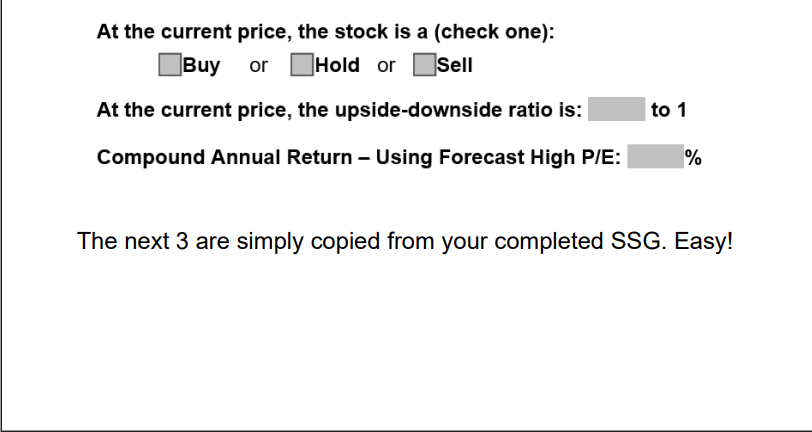 At the current price, the stock is a (check one):
Buy or Hold or Sell
At the current price, the upside-downside ratio is: to 1
Compound Annual Return – Using Forecast High P/E: %
The next 3 are simply copied from your completed SSG. Easy!